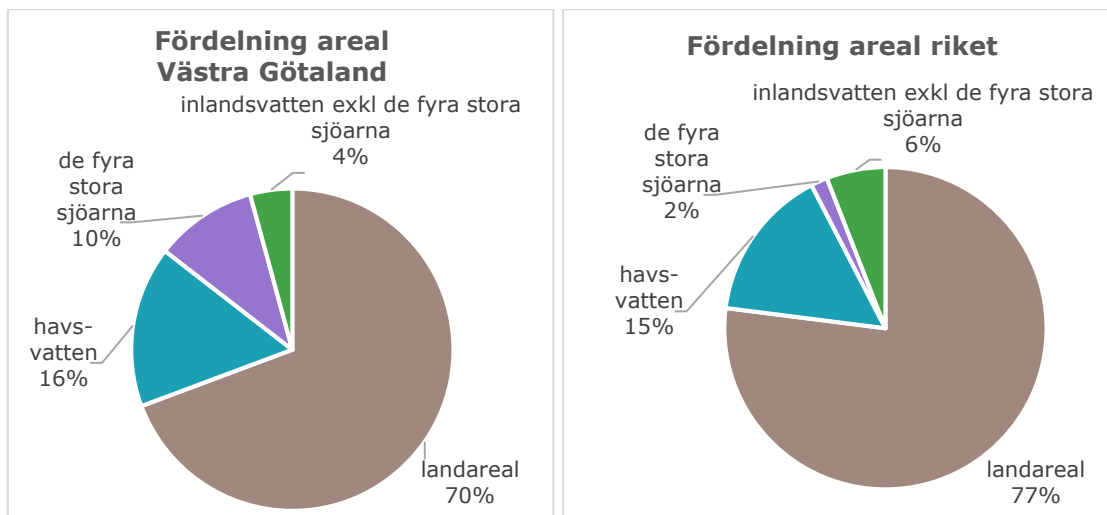 Fördelning areal
Västra Götaland
inlandsvatten exkl de fyra stora
sjöarna
4%
de fyra
stora
sjöarna
10%
havs-
vatten
16%
landareal
70%
Fördelning areal riket
inlandsvatten exkl de fyra stora
sjöarna
6%
de fyra
stora
sjöarna
2%
havs-
vatten
15%
landareal
77%